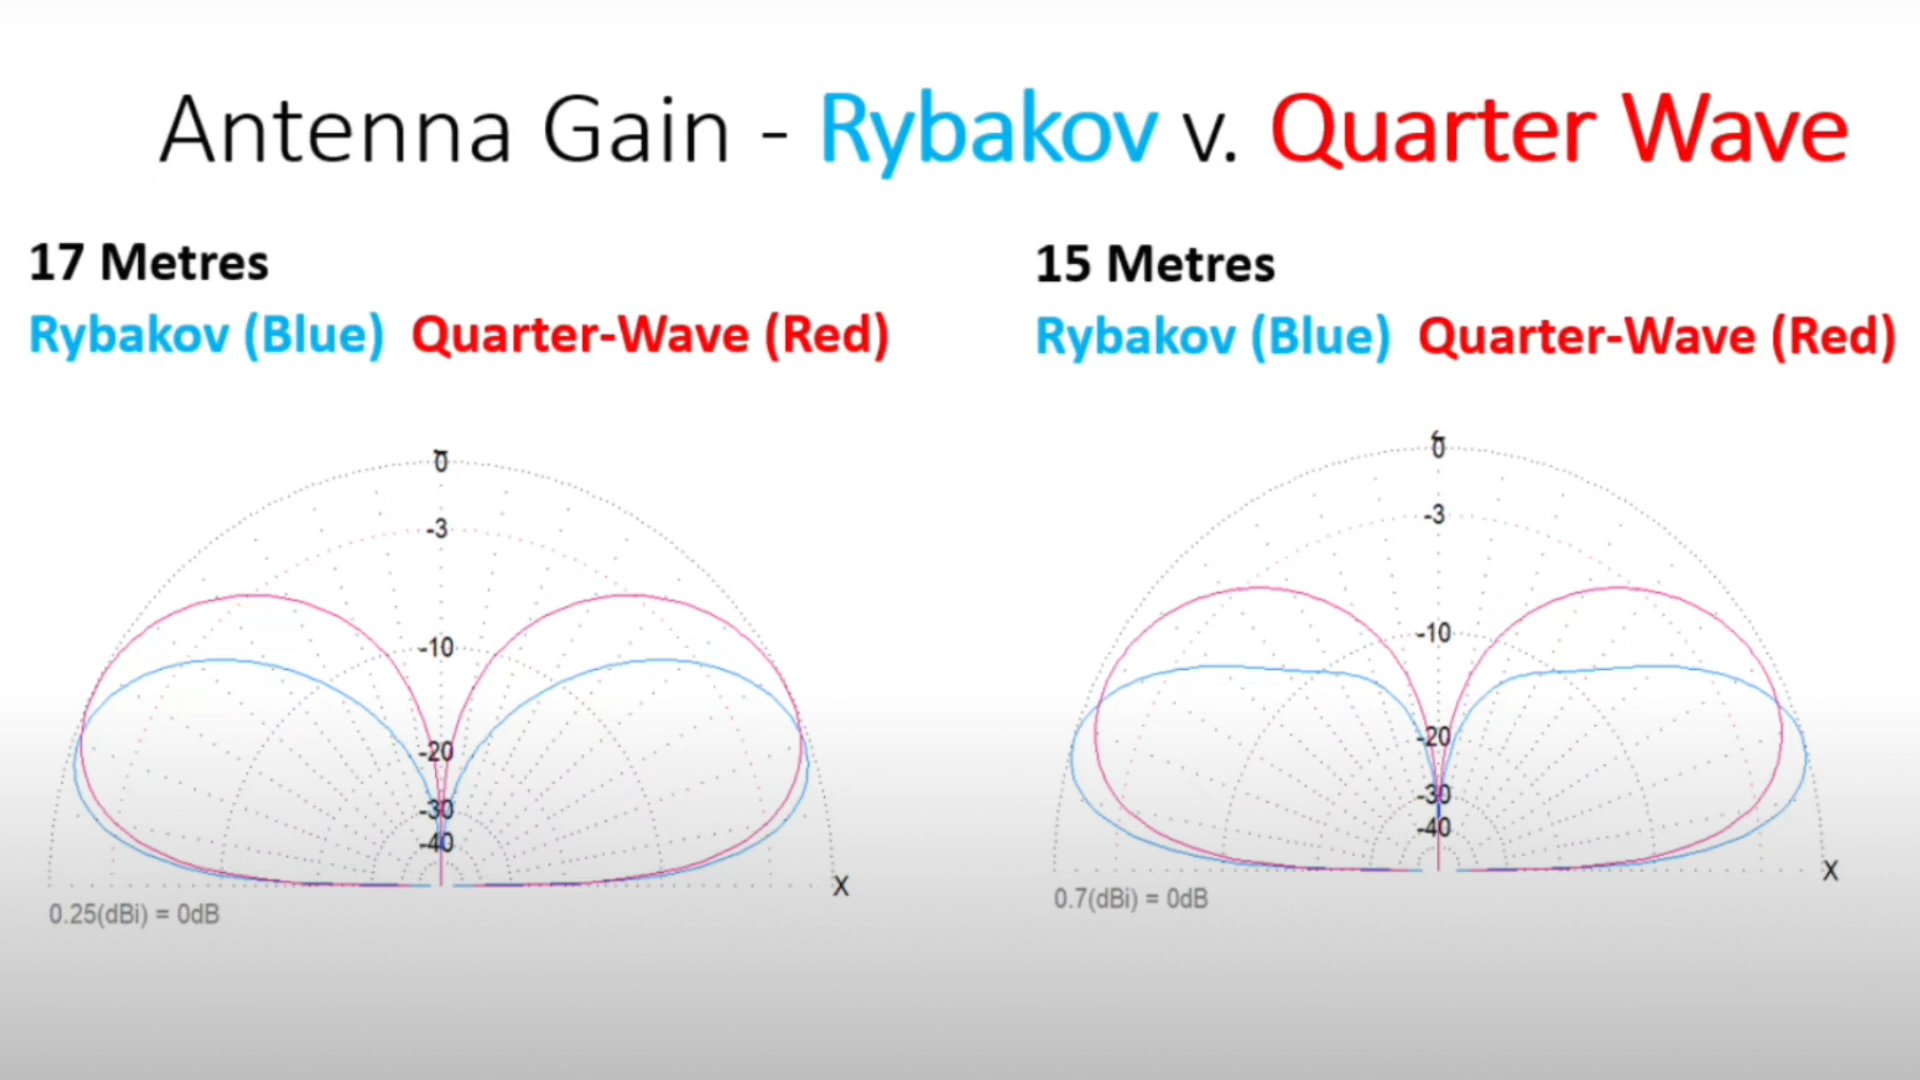 Antenna Gain - Rybakov v. Quarter Wave
17 Metres
Rybakov (Blue) Quarter-Wave (Red)
0
-3
-10
-20
-30
-40
X
0.25(dBi) = 0dB
15 Metres
Rybakov (Blue) Quarter-Wave (Red)
0
-3
-10
-20
-30
-40
X
0.7(dBi) = 0dB